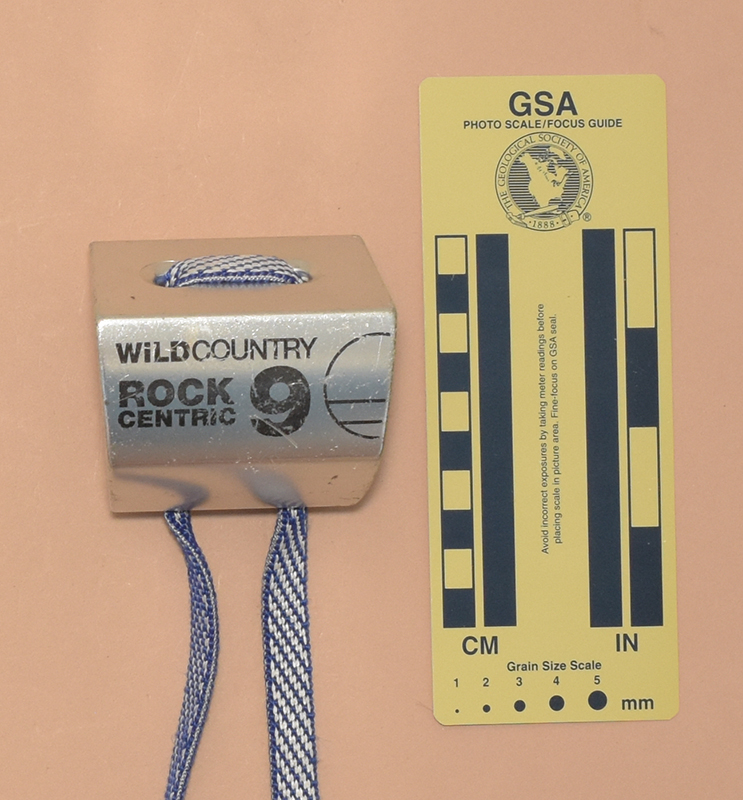 WiLDCOUNTRY
ROCK
CENTRIC
9
GSA
PHOTO SCALE/FOCUS GUIDE
THE GEOLOGICAL SOCIETY OF AMERICA
·1888·
®
Avoid incorrect exposures by taking meter readings before
placing scale in picture area. Fine-focus on GSA seal.
CM
IN
Grain Size Scale
1 2 3 4 5
mm